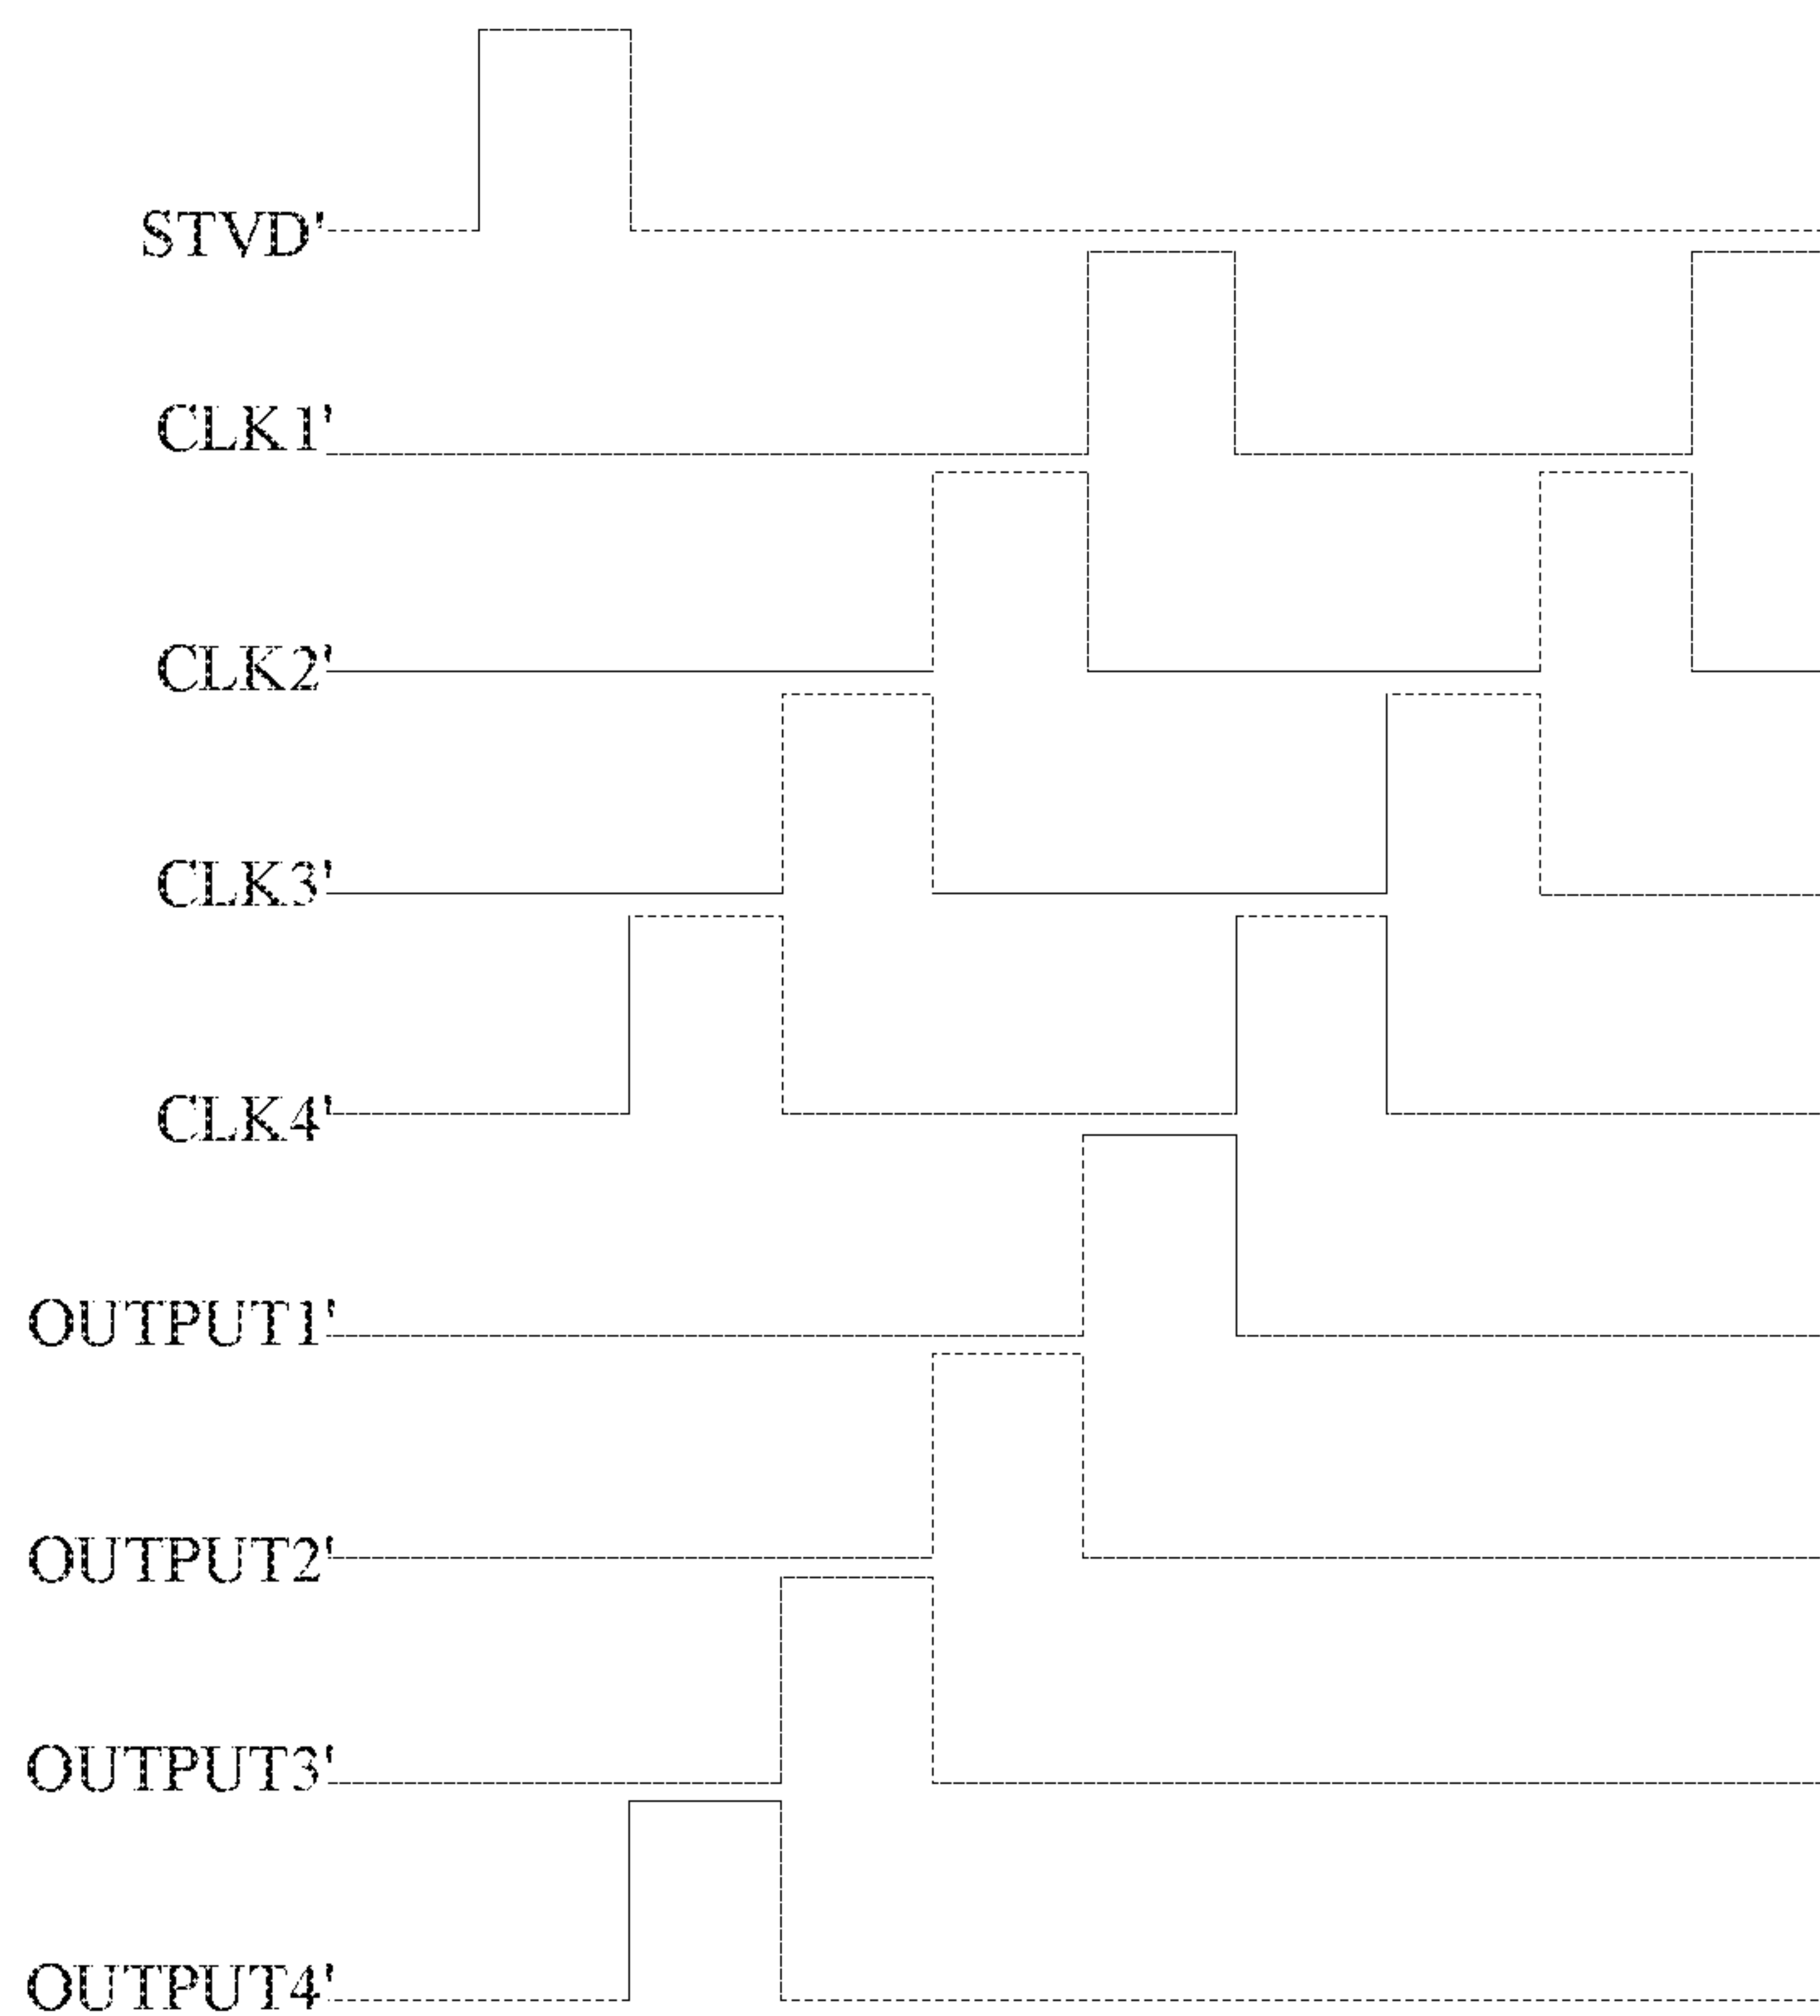 STVD'
CLK1'
CLK2'
CLK3'
CLK4'
OUTPUT1'
OUTPUT2'
OUTPUT3'
OUTPUT4'